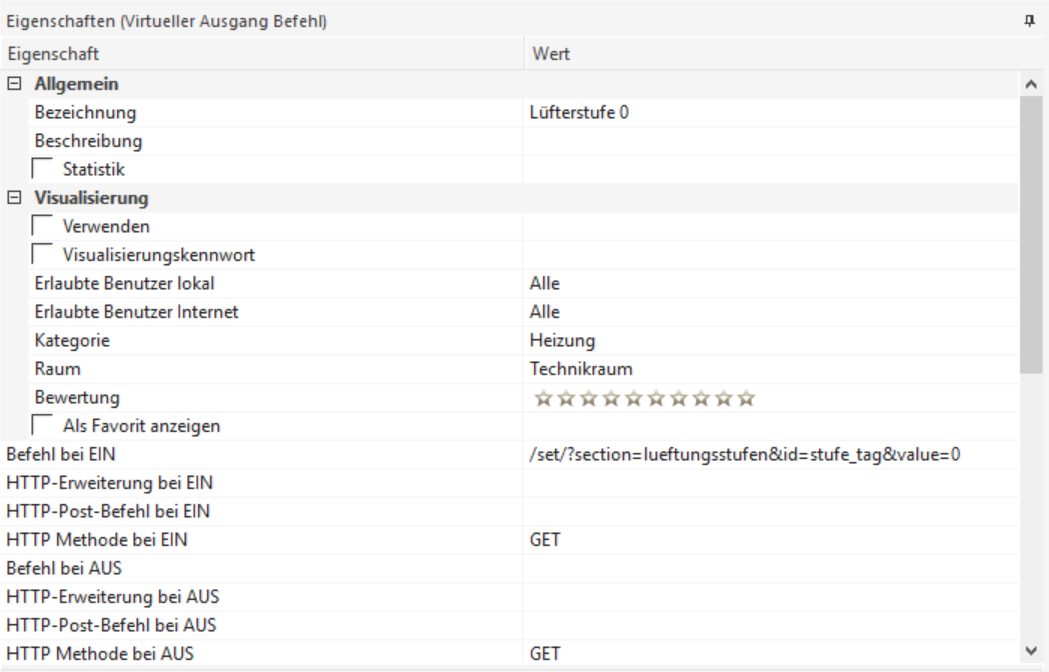 Eigenschaften (Virtueller Ausgang Befehl)
Eigenschaft Wert
Allgemein
Bezeichnung Lüfterstufe 0
Beschreibung
Statistik
Visualisierung
Verwenden
Visualisierungskennwort
Erlaubte Benutzer lokal Alle
Erlaubte Benutzer Internet Alle
Kategorie Heizung
Raum Technikraum
Bewertung
Als Favorit anzeigen
Befehl bei EIN /set/?section=lueftungsstufen&id=stufe_tag&value=0
HTTP-Erweiterung bei EIN
HTTP-Post-Befehl bei EIN
HTTP Methode bei EIN GET
Befehl bei AUS
HTTP-Erweiterung bei AUS
HTTP-Post-Befehl bei AUS
HTTP Methode bei AUS GET